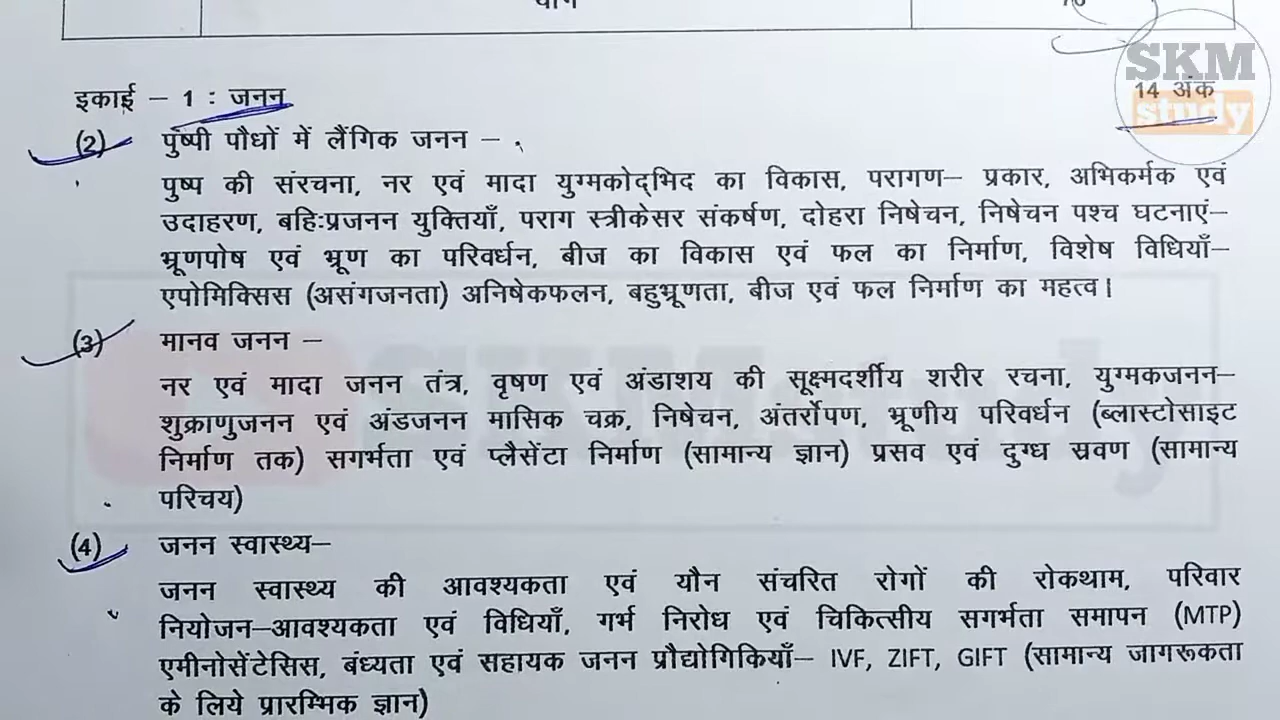 योग 70
SKM
study
इकाई – 1 : जनन 14 अंक
(2) पुष्पी पौधों में लैंगिक जनन –
पुष्प की संरचना, नर एवं मादा युग्मकोद्भिद का विकास, परागण– प्रकार, अभिकर्मक एवं
उदाहरण, बहिःप्रजनन युक्तियाँ, पराग स्त्रीकेसर संकर्षण, दोहरा निषेचन, निषेचन पश्च घटनाएं–
भ्रूणपोष एवं भ्रूण का परिवर्धन, बीज का विकास एवं फल का निर्माण, विशेष विधियाँ–
एपोमिक्सिस (असंगजनता) अनिषेकफलन, बहुभ्रूणता, बीज एवं फल निर्माण का महत्व।
(3) मानव जनन –
नर एवं मादा जनन तंत्र, वृषण एवं अंडाशय की सूक्ष्मदर्शीय शरीर रचना, युग्मकजनन–
शुक्राणुजनन एवं अंडजनन मासिक चक्र, निषेचन, अंतर्रोपण, भ्रूणीय परिवर्धन (ब्लास्टोसाइट
निर्माण तक) सगर्भता एवं प्लैसेंटा निर्माण (सामान्य ज्ञान) प्रसव एवं दुग्ध स्रवण (सामान्य
परिचय)
(4) जनन स्वास्थ्य–
जनन स्वास्थ्य की आवश्यकता एवं यौन संचरित रोगों की रोकथाम, परिवार
नियोजन–आवश्यकता एवं विधियाँ, गर्भ निरोध एवं चिकित्सीय सगर्भता समापन (MTP)
एमीनोसेंटेसिस, बंध्यता एवं सहायक जनन प्रौद्योगिकियाँ– IVF, ZIFT, GIFT (सामान्य जागरूकता
के लिये प्रारम्भिक ज्ञान)